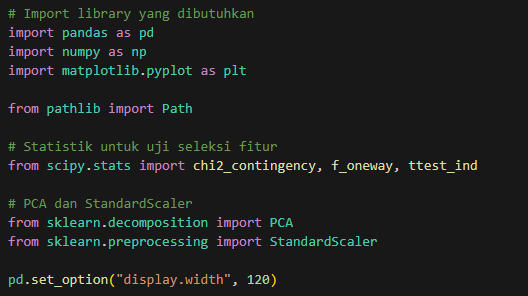 # Import library yang dibutuhkan
import pandas as pd
import numpy as np
import matplotlib.pyplot as plt
from pathlib import Path
# Statistik untuk uji seleksi fitur
from scipy.stats import chi2_contingency, f_oneway, ttest_ind
# PCA dan StandardScaler
from sklearn.decomposition import PCA
from sklearn.preprocessing import StandardScaler
pd.set_option("display.width", 120)